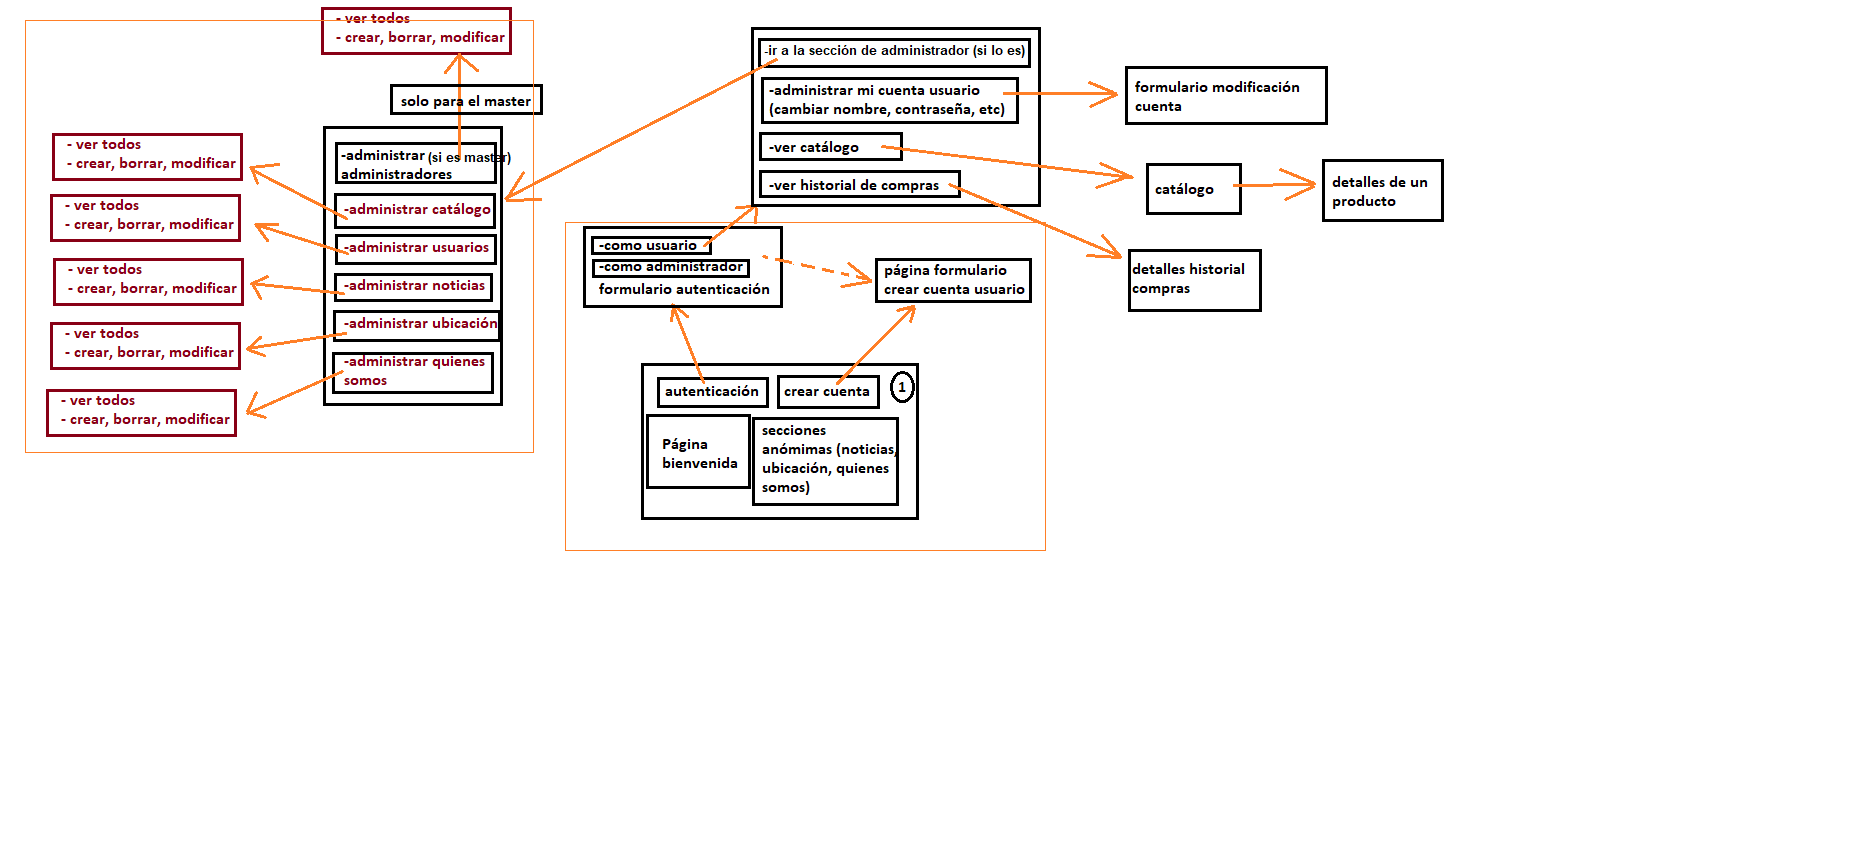 - ver todos
- crear, borrar, modificar
solo para el master
-administrar (si es master)
administradores
-administrar catálogo
-administrar usuarios
-administrar noticias
-administrar ubicación
-administrar quienes
somos
- ver todos
- crear, borrar, modificar
- ver todos
- crear, borrar, modificar
- ver todos
- crear, borrar, modificar
- ver todos
- crear, borrar, modificar
- ver todos
- crear, borrar, modificar
-ir a la sección de administrador (si lo es)
-administrar mi cuenta usuario
(cambiar nombre, contraseña, etc)
-ver catálogo
-ver historial de compras
formulario modificación
cuenta
catálogo
detalles de un
producto
detalles historial
compras
-como usuario
-como administrador
formulario autenticación
página formulario
crear cuenta usuario
autenticación
crear cuenta
1
Página
bienvenida
secciones
anómimas (noticias,
ubicación, quienes
somos)